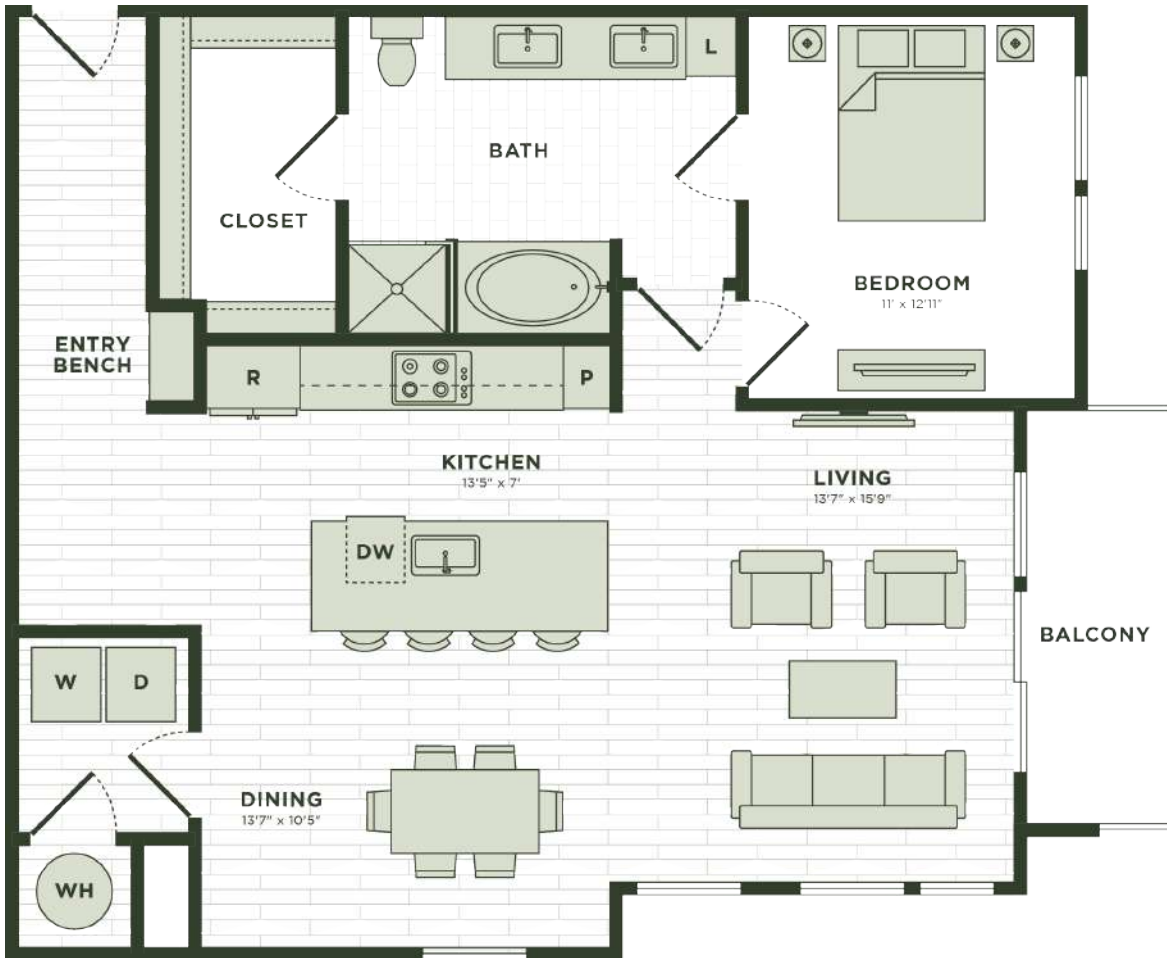 L
BATH
CLOSET
BEDROOM
11' x 12'11"
ENTRY
BENCH
R
P
KITCHEN
13'5" x 7'
LIVING
13'7" x 15'9"
DW
BALCONY
W
D
DINING
13'7" x 10'5"
WH